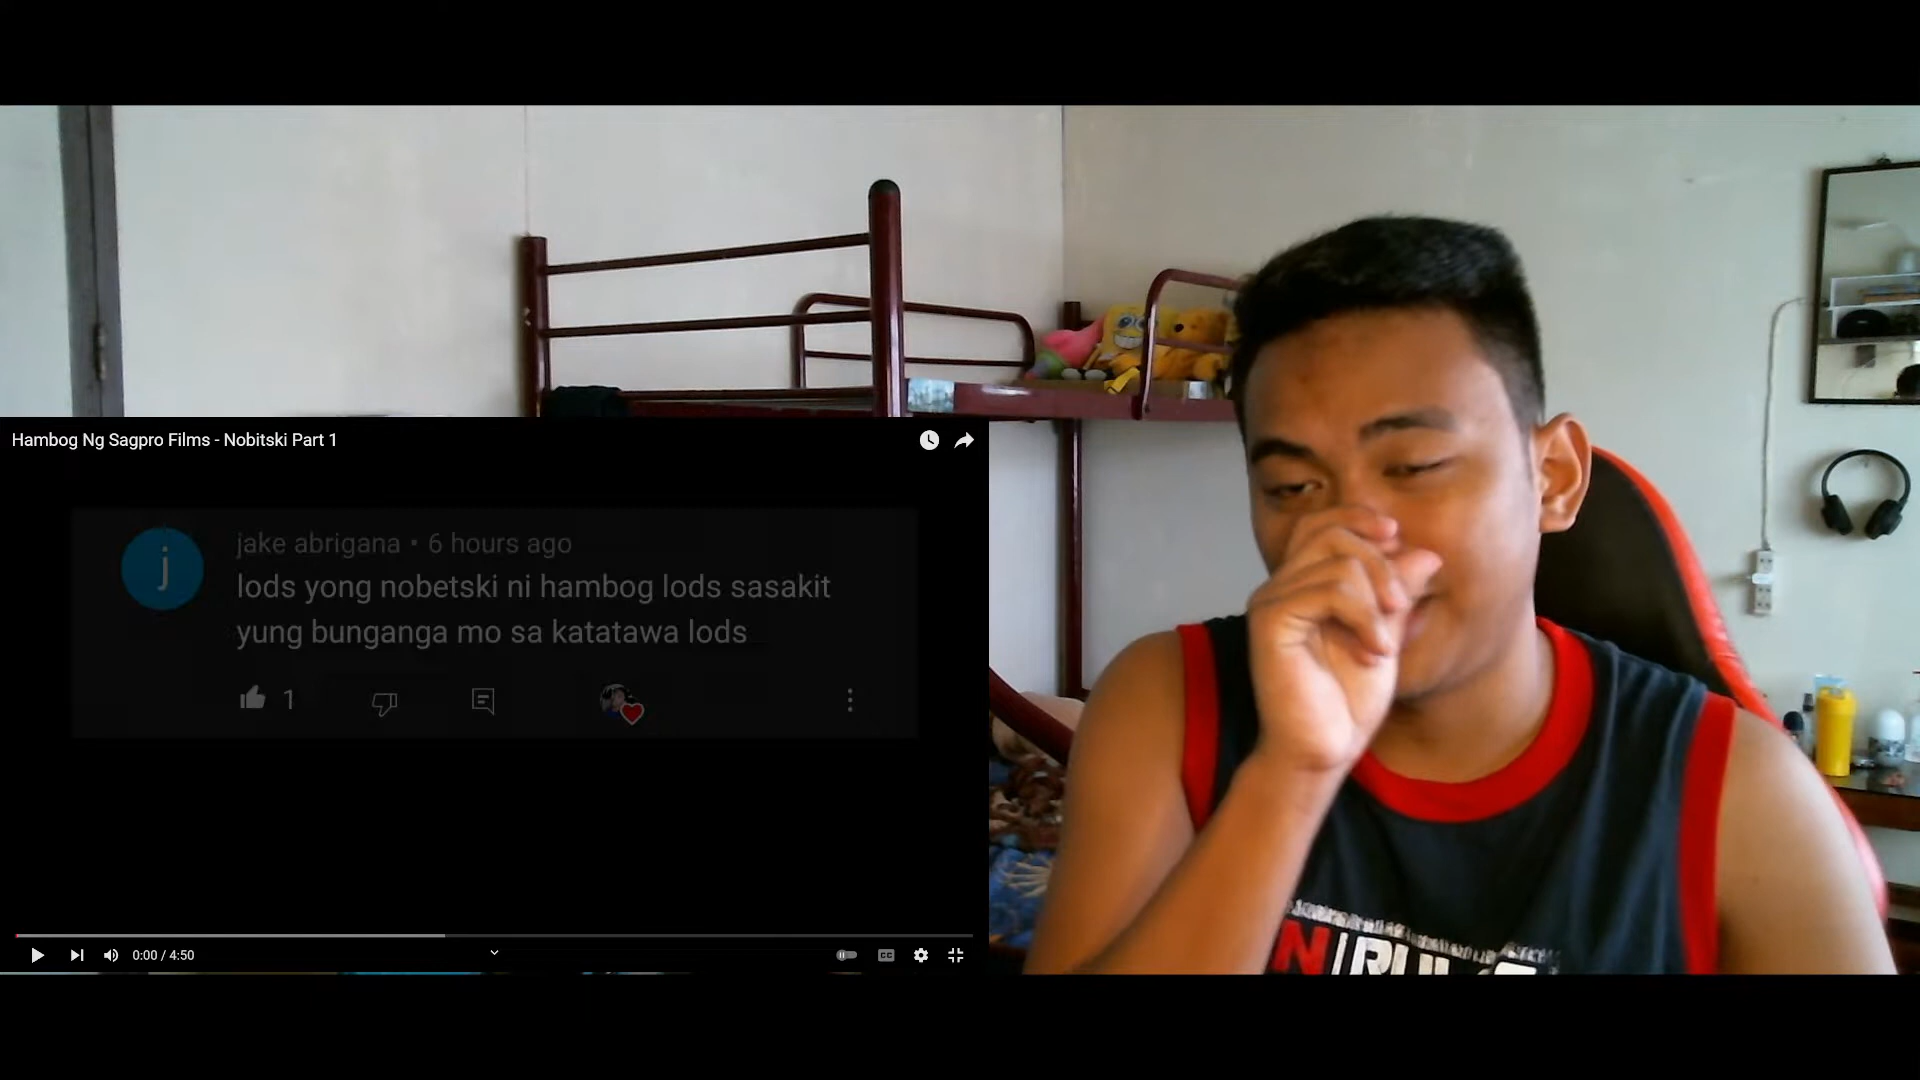 Hambog Ng Sagpro Films - Nobitski Part 1
jake abrigana • 6 hours ago
lods yong nobetski ni hambog lods sasakit
yung bunganga mo sa katatawa lods
1
0:00 / 4:50
CC